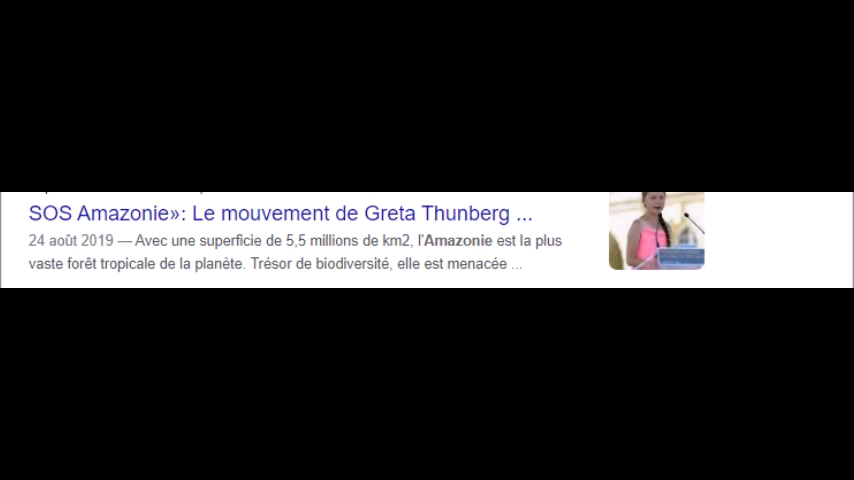 SOS Amazonie»: Le mouvement de Greta Thunberg ...
24 août 2019 — Avec une superficie de 5,5 millions de km2, l'Amazonie est la plus
vaste forêt tropicale de la planète. Trésor de biodiversité, elle est menacée ...